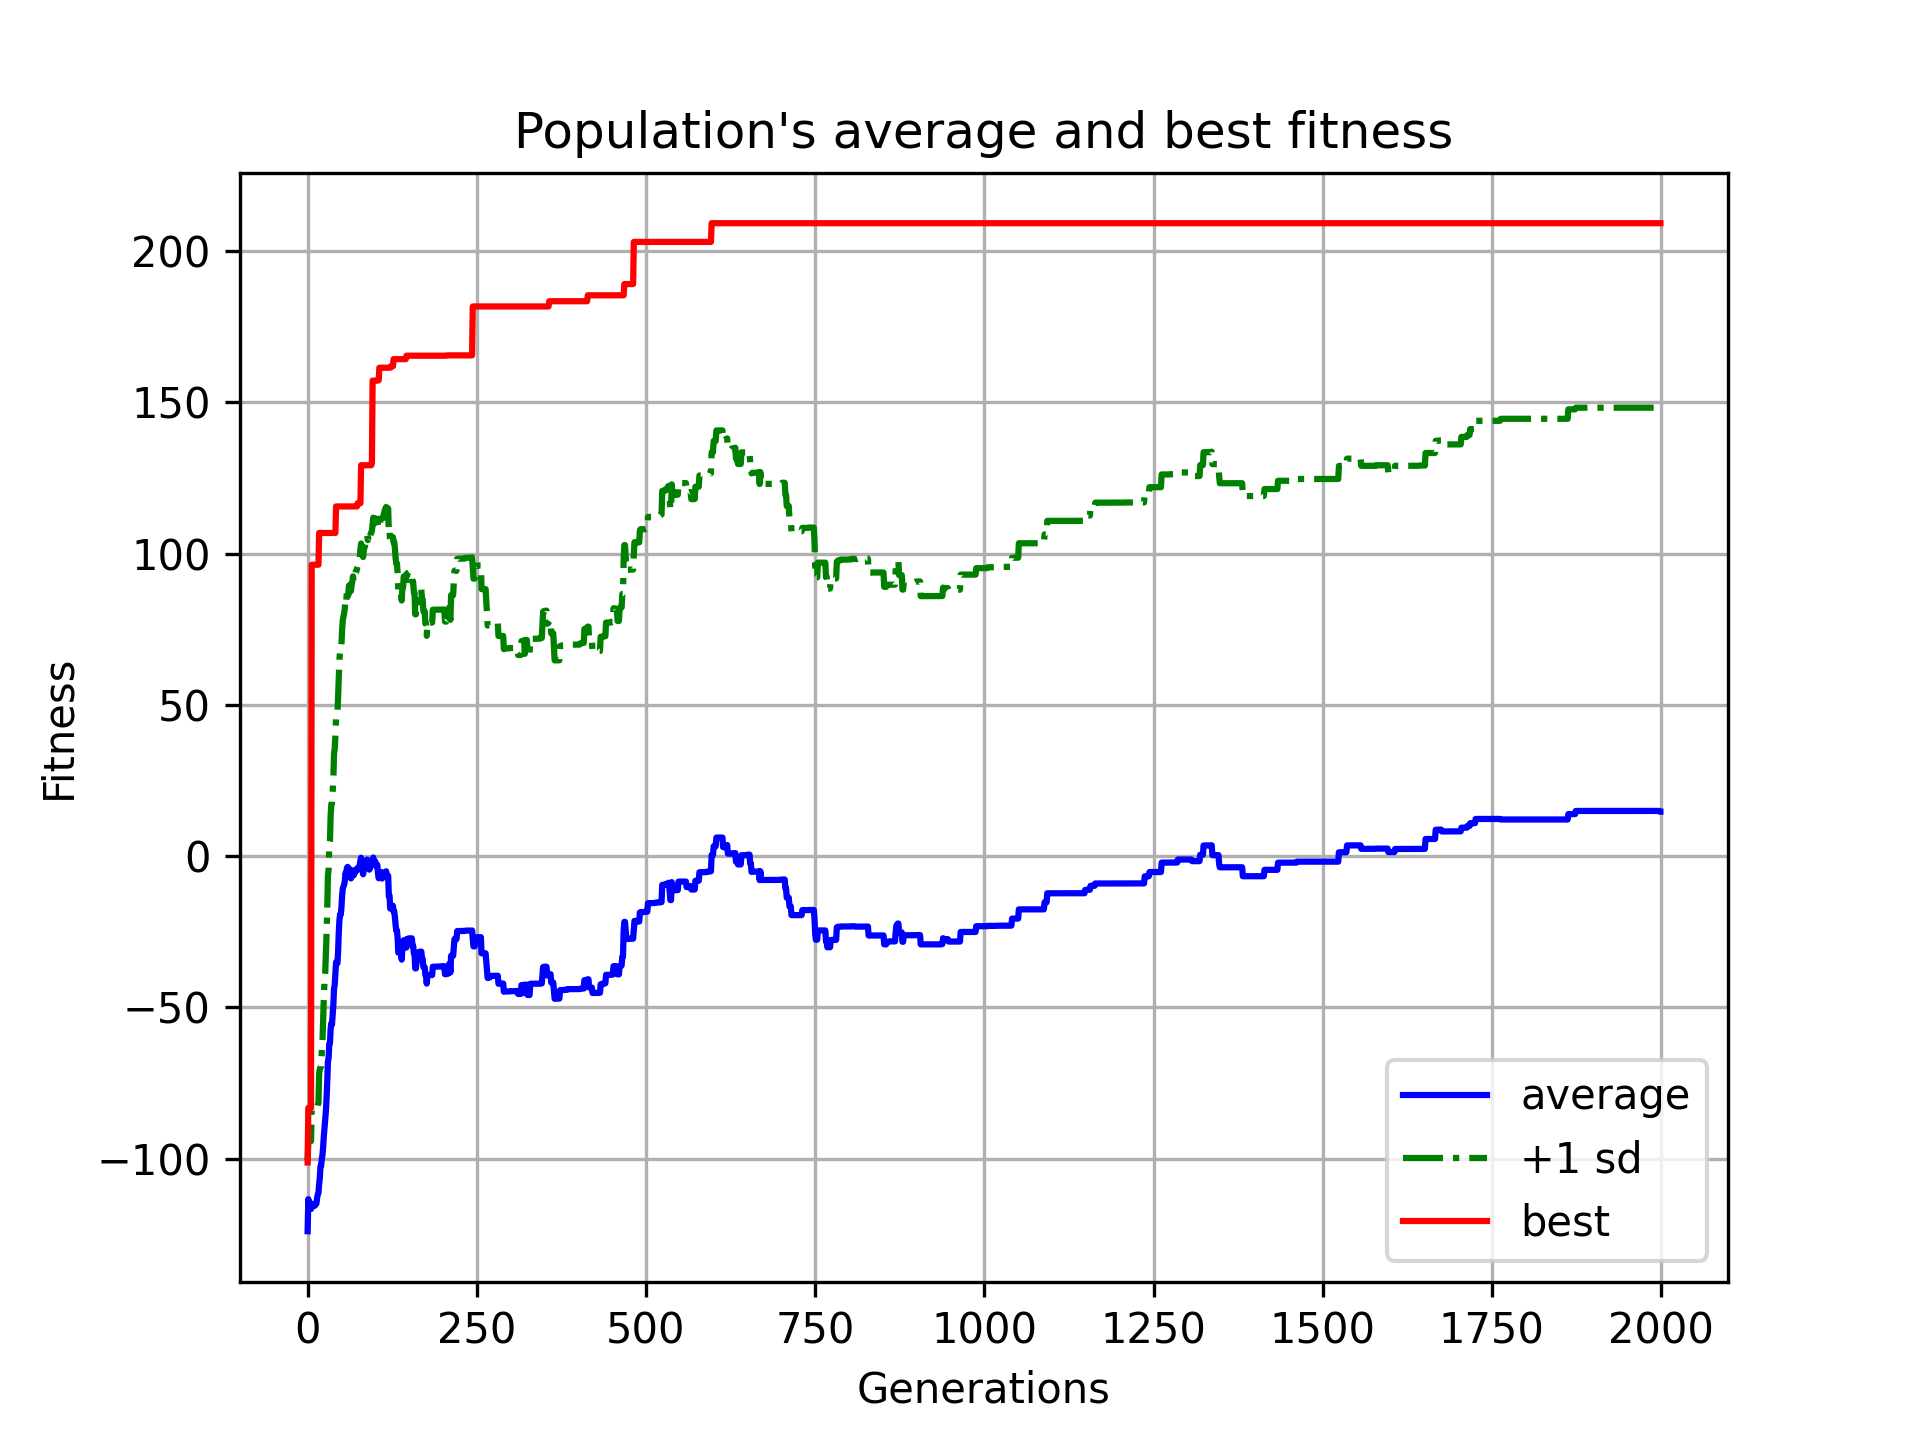 Population's average and best fitness
Fitness
200
150
100
50
0
−50
−100
0 250 500 750 1000 1250 1500 1750 2000
Generations
average
+1 sd
best